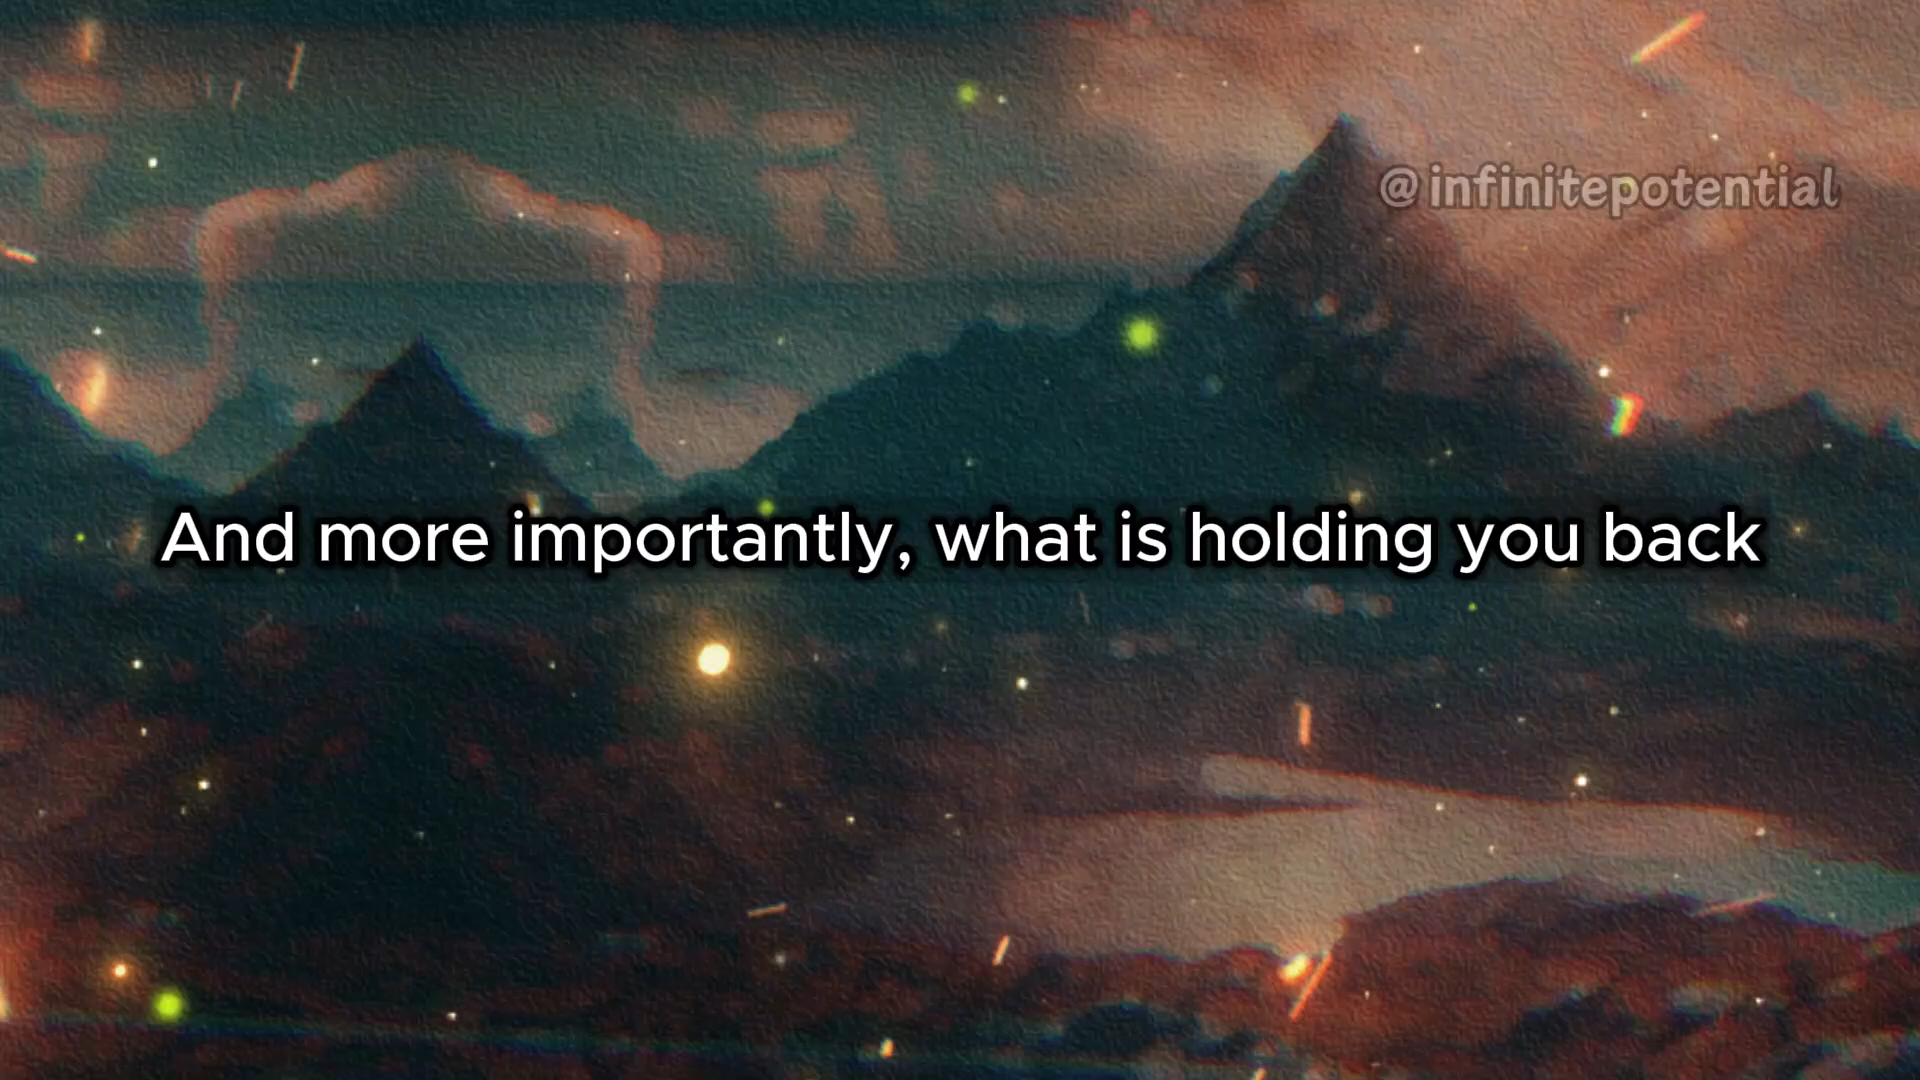 @infinitepotential
And more importantly, what is holding you back